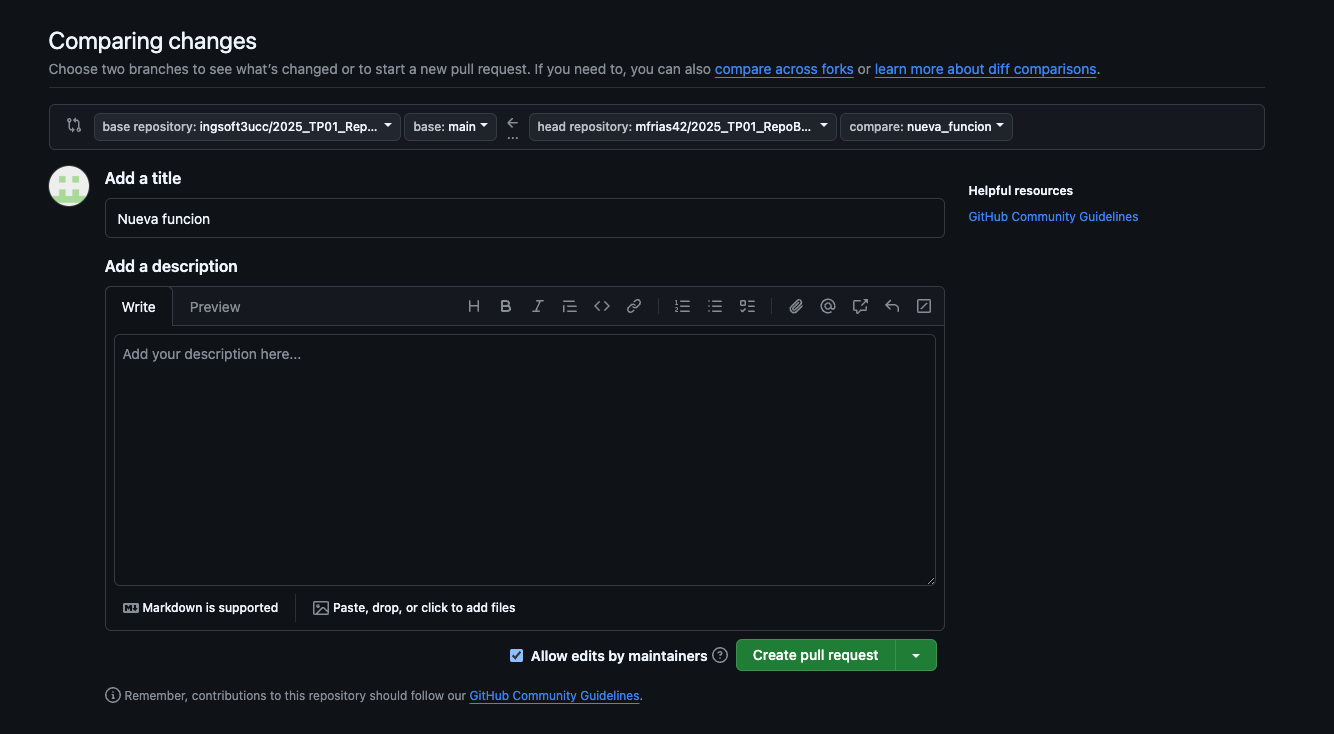 Comparing changes
Choose two branches to see what's changed or to start a new pull request. If you need to, you can also compare across forks or learn more about diff comparisons.
base repository: ingsoft3ucc/2025_TP01_Rep... base: main ... head repository: mfrias42/2025_TP01_RepoB... compare: nueva_funcion
Add a title
Helpful resources
Nueva funcion
GitHub Community Guidelines
Add a description
Write Preview
Add your description here...
Markdown is supported Paste, drop, or click to add files
Allow edits by maintainers Create pull request
Remember, contributions to this repository should follow our GitHub Community Guidelines.